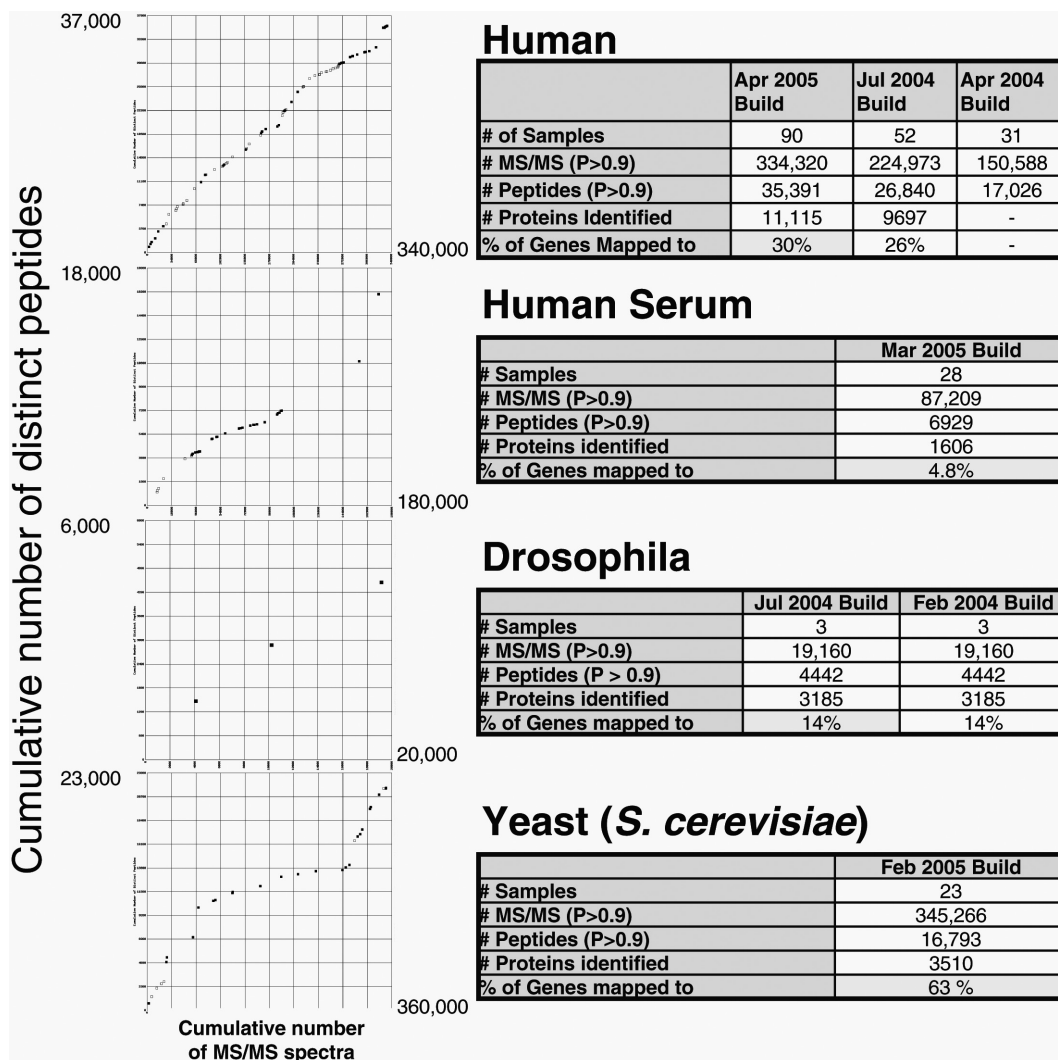 Cumulative number of distinct peptides
37,000
340,000
18,000
180,000
6,000
20,000
23,000
360,000
Cumulative number
of MS/MS spectra
Human
Apr 2005 Build Jul 2004 Build Apr 2004 Build
# of Samples 90 52 31
# MS/MS (P>0.9) 334,320 224,973 150,588
# Peptides (P>0.9) 35,391 26,840 17,026
# Proteins Identified 11,115 9697 -
% of Genes Mapped to 30% 26% -
Human Serum
Mar 2005 Build
# Samples 28
# MS/MS (P>0.9) 87,209
# Peptides (P>0.9) 6929
# Proteins identified 1606
% of Genes mapped to 4.8%
Drosophila
Jul 2004 Build Feb 2004 Build
# Samples 3 3
# MS/MS (P>0.9) 19,160 19,160
# Peptides (P > 0.9) 4442 4442
# Proteins identified 3185 3185
% of Genes mapped to 14% 14%
Yeast (S. cerevisiae)
Feb 2005 Build
# Samples 23
# MS/MS (P>0.9) 345,266
# Peptides (P>0.9) 16,793
# Proteins identified 3510
% of Genes mapped to 63 %